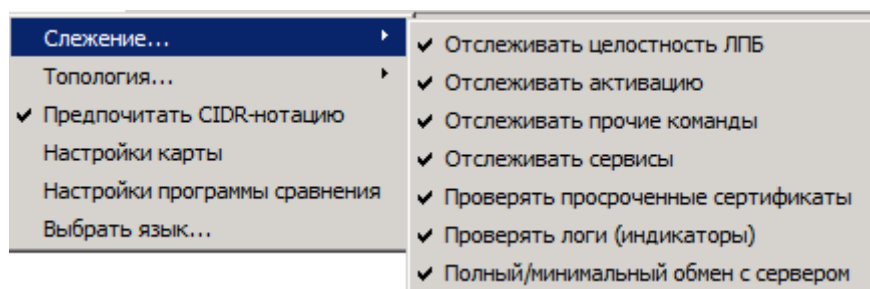 Слежение...
Топология...
Предпочитать CIDR-нотацию
Настройки карты
Настройки программы сравнения
Выбрать язык...
Отслеживать целостность ЛПБ
Отслеживать активацию
Отслеживать прочие команды
Отслеживать сервисы
Проверять просроченные сертификаты
Проверять логи (индикаторы)
Полный/минимальный обмен с сервером